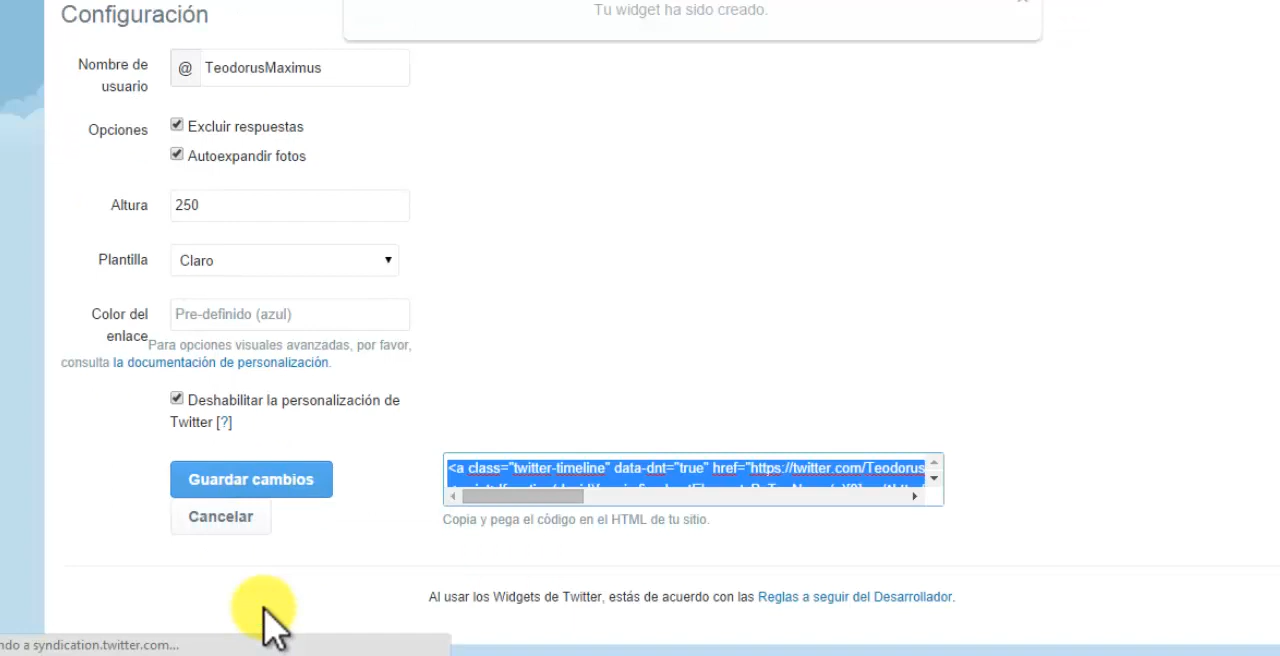 Configuración
Tu widget ha sido creado.
Nombre de
usuario
@ TeodorusMaximus
Opciones
Excluir respuestas
Autoexpandir fotos
Altura
250
Plantilla
Claro
Color del
enlace
Pre-definido (azul)
Para opciones visuales avanzadas, por favor,
consulta la documentación de personalización.
Deshabilitar la personalización de
Twitter [?]
Guardar cambios
Cancelar
<a class="twitter-timeline" data-dnt="true" href="https://twitter.com/Teodorus
Copia y pega el código en el HTML de tu sitio.
Al usar los Widgets de Twitter, estás de acuerdo con las Reglas a seguir del Desarrollador.
ndo a syndication.twitter.com...